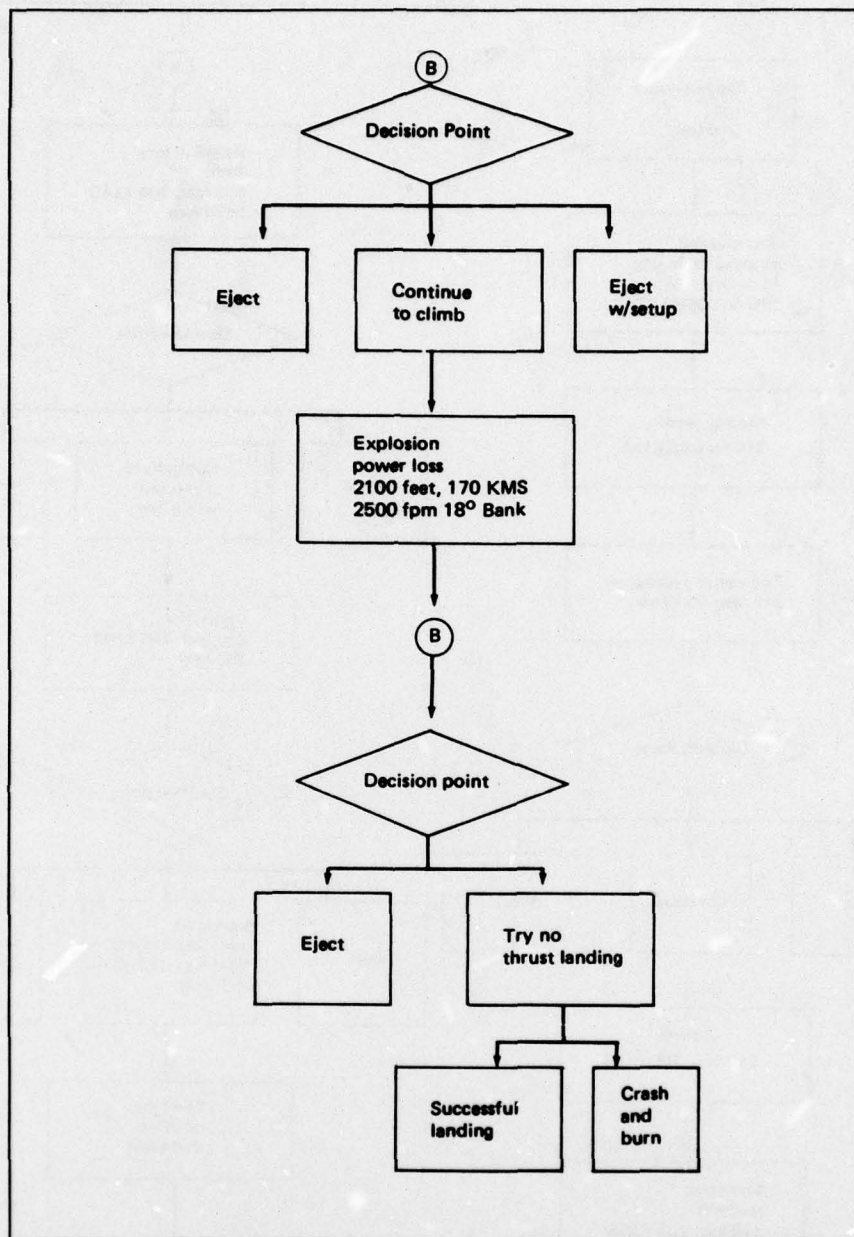 B
Decision Point
Eject
Continue
to climb
Eject
w/setup
Explosion
power loss
2100 feet, 170 KMS
2500 fpm 18° Bank
B
Decision point
Eject
Try no
thrust landing
Successful
landing
Crash
and
burn